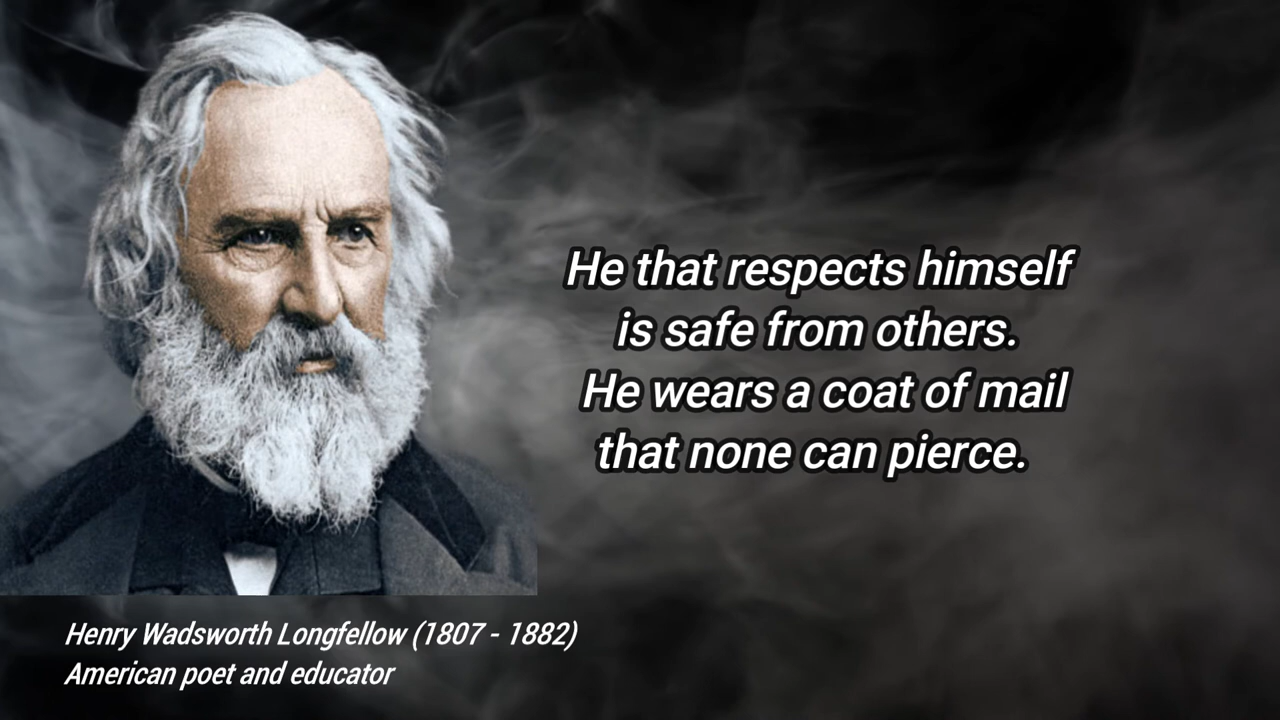 He that respects himself
is safe from others.
He wears a coat of mail
that none can pierce.
Henry Wadsworth Longfellow (1807 - 1882)
American poet and educator